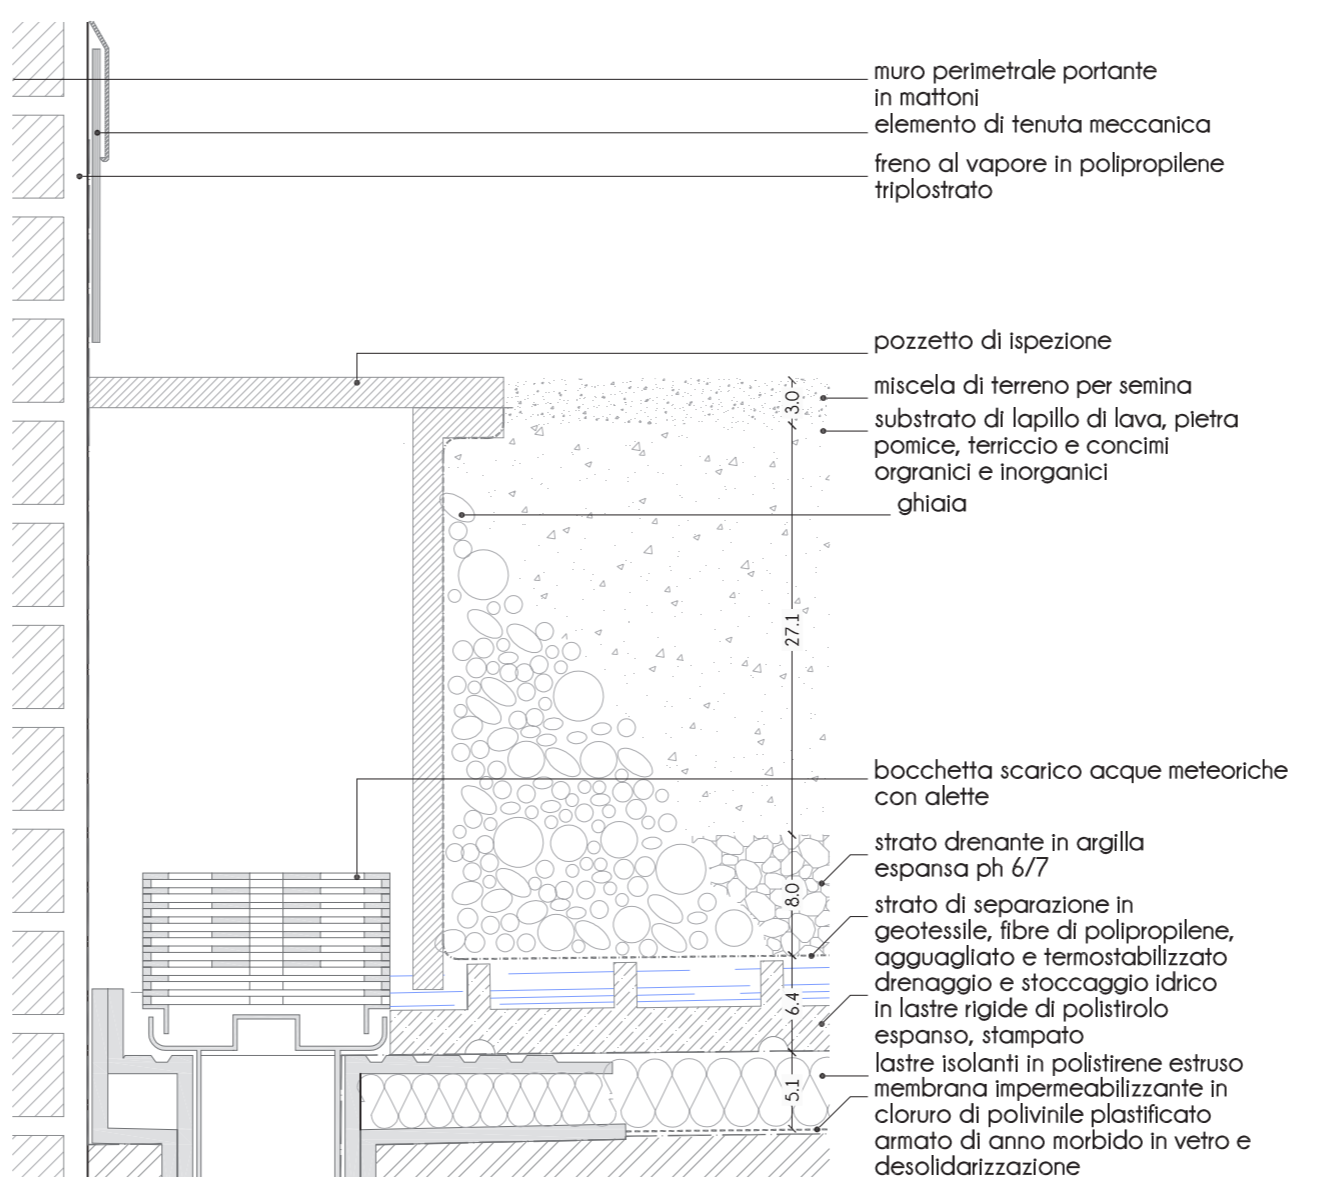 muro perimetrale portante
in mattoni
elemento di tenuta meccanica
freno al vapore in polipropilene
triplostrato
pozzetto di ispezione
miscela di terreno per semina
substrato di lapillo di lava, pietra
pomice, terriccio e concimi
orgranici e inorganici
ghiaia
bocchetta scarico acque meteoriche
con alette
strato drenante in argilla
espansa ph 6/7
strato di separazione in
geotessile, fibre di polipropilene,
agguagliato e termostabilizzato
drenaggio e stoccaggio idrico
in lastre rigide di polistirolo
espanso, stampato
lastre isolanti in polistirene estruso
membrana impermeabilizzante in
cloruro di polivinile plastificato
armato di anno morbido in vetro e
desolidarizzazione
3.0
27.1
8.0
6.4
5.1